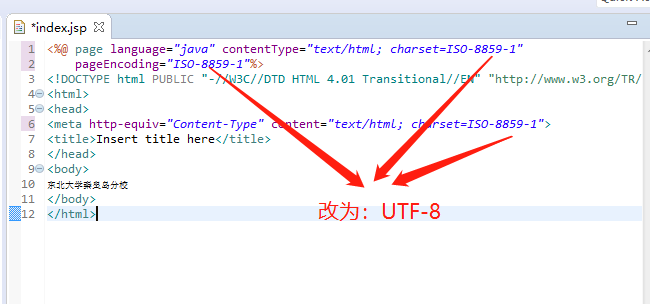 *index.jsp
1 <%@ page language="java" contentType="text/html; charset=ISO-8859-1"
2 pageEncoding="ISO-8859-1"%>
3 <!DOCTYPE html PUBLIC "-//W3C//DTD HTML 4.01 Transitional//EN" "http://www.w3.org/TR/
4 <html>
5 <head>
6 <meta http-equiv="Content-Type" content="text/html; charset=ISO-8859-1">
7 <title>Insert title here</title>
8 </head>
9 <body>
10 东北大学秦皇岛分校
11 </body>
12 </html>
改为：UTF-8